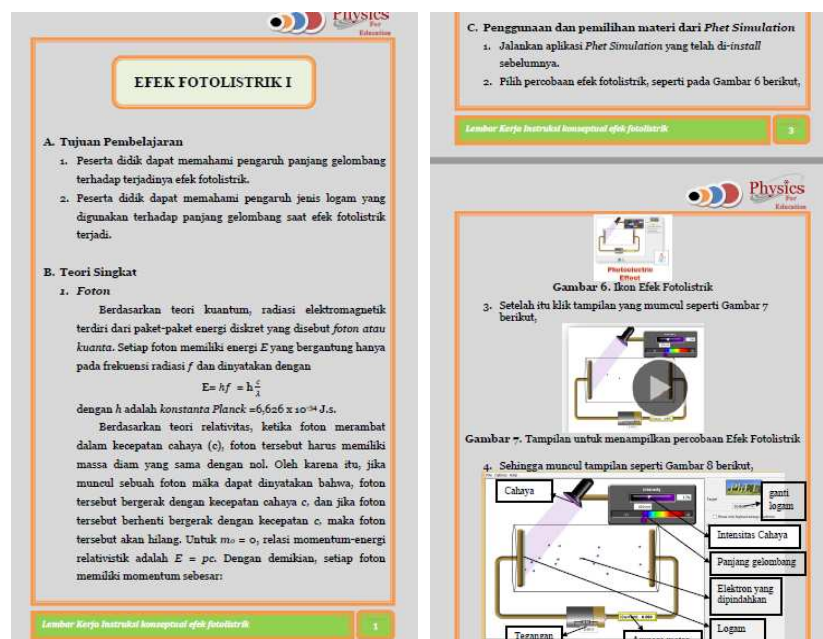 Physics
For
Education
EFEK FOTOLISTRIK I
A. Tujuan Pembelajaran
1. Peserta didik dapat memahami pengaruh panjang gelombang
terhadap terjadinya efek fotolistrik.
2. Peserta didik dapat memahami pengaruh jenis logam yang
digunakan terhadap panjang gelombang saat efek fotolistrik
terjadi.
B. Teori Singkat
1. Foton
Berdasarkan teori kuantum, radiasi elektromagnetik
terdiri dari paket-paket energi diskret yang disebut foton atau
kuanta. Setiap foton memiliki energi E yang bergantung hanya
pada frekuensi radiasi f dan dinyatakan dengan
E= hf = h c/λ
dengan h adalah konstanta Planck =6,626 x 10⁻³⁴ J.s.
Berdasarkan teori relativitas, ketika foton merambat
dalam kecepatan cahaya (c), foton tersebut harus memiliki
massa diam yang sama dengan nol. Oleh karena itu, jika
muncul sebuah foton mäka dapat dinyatakan bahwa, foton
tersebut bergerak dengan kecepatan cahaya c, dan jika foton
tersebut berhenti bergerak dengan kecepatan c, maka foton
tersebut akan hilang. Untuk m₀ = 0, relasi momentum-energi
relativistik adalah E = pc. Dengan demikian, setiap foton
memiliki momentum sebesar:
Lembar Kerja Instruksi konseptual efek fotolistrik 1
C. Penggunaan dan pemilihan materi dari Phet Simulation
1. Jalankan aplikasi Phet Simulation yang telah di-install
sebelumnya.
2. Pilih percobaan efek fotolistrik, seperti pada Gambar 6 berikut,
Lembar Kerja Instruksi konseptual efek fotolistrik 3
Physics
For
Education
Photoelectric
Effect
Gambar 6. Ikon Efek Fotolistrik
3. Setelah itu klik tampilan yang mumcul seperti Gambar 7
berikut,
Gambar 7. Tampilan untuk menampilkan percobaan Efek Fotolistrik
4. Sehingga muncul tampilan seperti Gambar 8 berikut,
Cahaya
ganti
logam
Intensitas Cahaya
Panjang gelombang
Elektron yang
dipindahkan
Logam
Tegangan